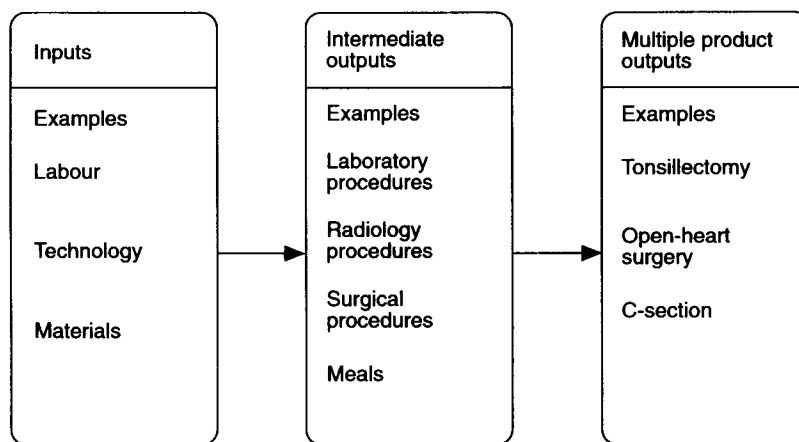 Inputs
Examples
Labour
Technology
Materials
Intermediate
outputs
Examples
Laboratory
procedures
Radiology
procedures
Surgical
procedures
Meals
Multiple product
outputs
Examples
Tonsillectomy
Open-heart
surgery
C-section